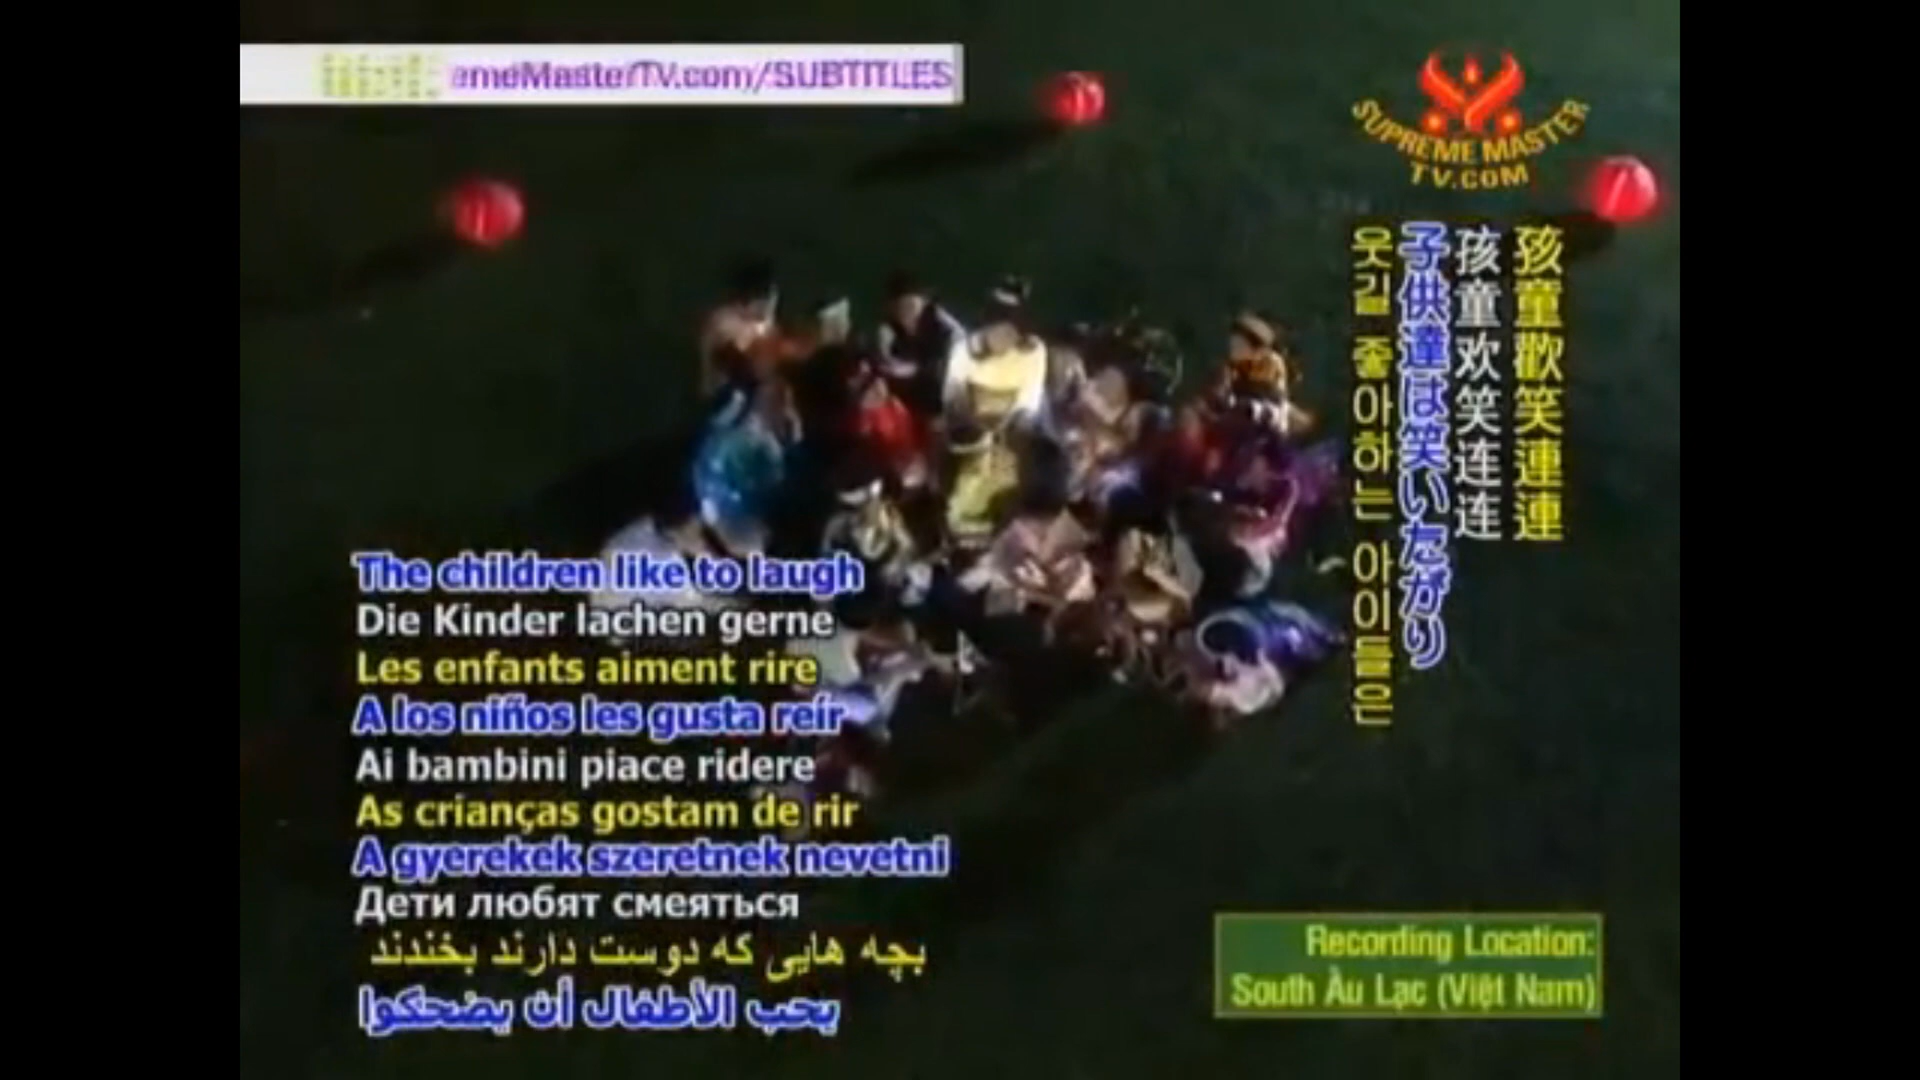 emeMasterTV.com/SUBTITLES
SUPREME MASTER
TV.COM
孩童歡笑連連
孩童欢笑连连
子供達は笑いたがり
웃길 좋아하는 아이들은
The children like to laugh
Die Kinder lachen gerne
Les enfants aiment rire
A los niños les gusta reír
Ai bambini piace ridere
As crianças gostam de rir
A gyerekek szeretnek nevetni
Дети любят смеяться
بچه هایی که دوست دارند بخندند
يحب الأطفال أن يضحكوا
Recording Location:
South Âu Lạc (Việt Nam)